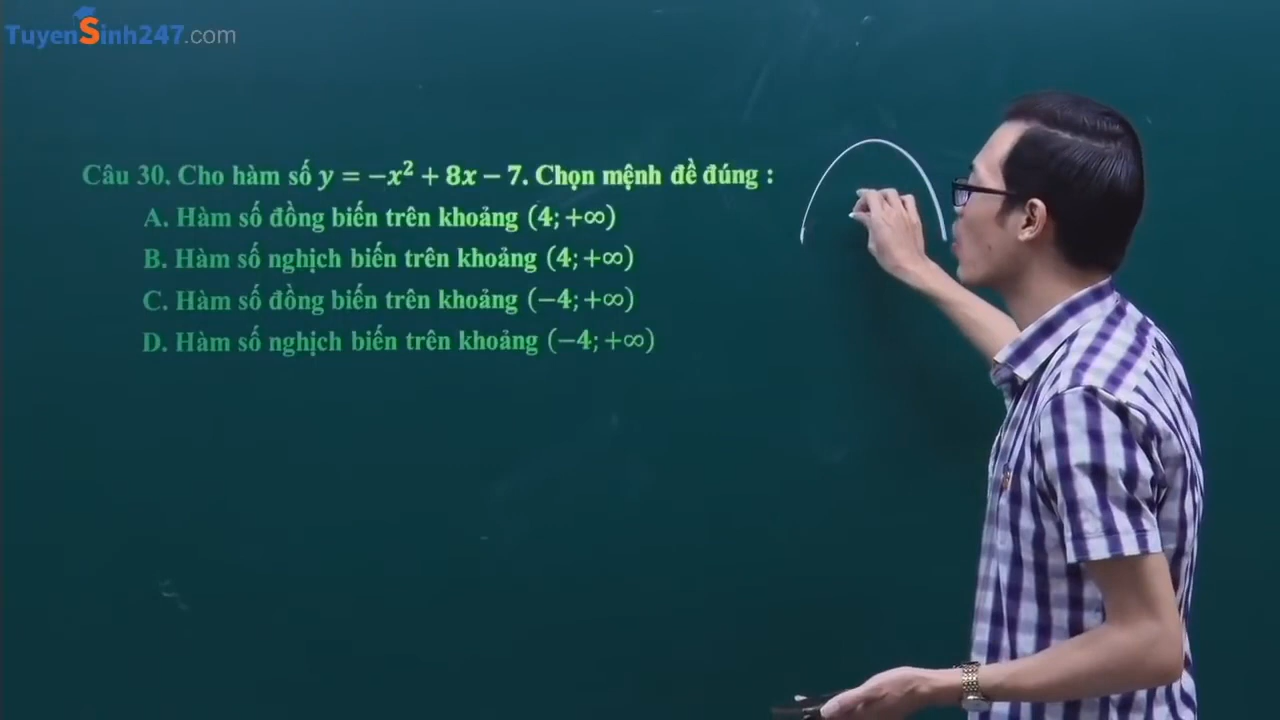 TuyenSinh247.com
Câu 30. Cho hàm số y = −x² + 8x − 7. Chọn mệnh đề đúng :
A. Hàm số đồng biến trên khoảng (4; +∞)
B. Hàm số nghịch biến trên khoảng (4; +∞)
C. Hàm số đồng biến trên khoảng (−4; +∞)
D. Hàm số nghịch biến trên khoảng (−4; +∞)